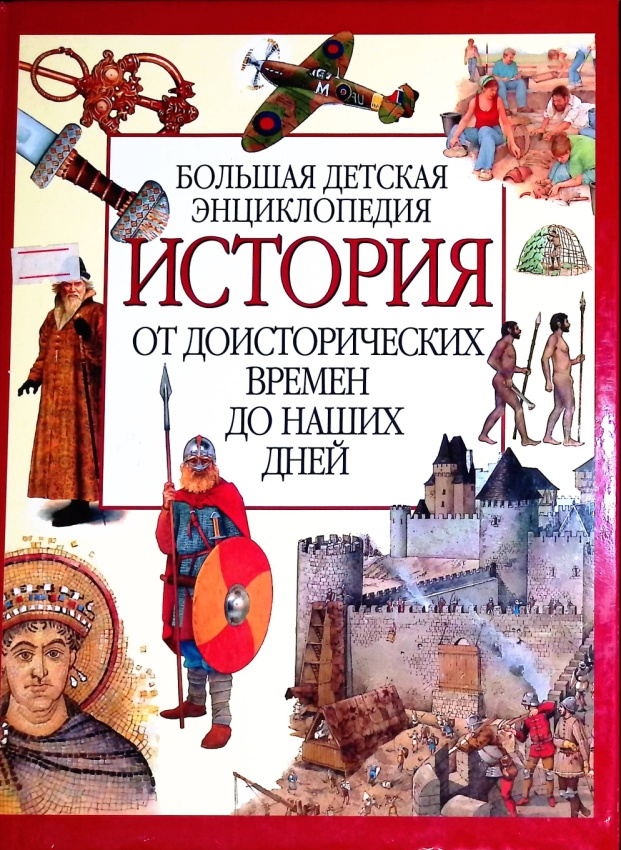 БОЛЬШАЯ ДЕТСКАЯ
ЭНЦИКЛОПЕДИЯ
ИСТОРИЯ
ОТ ДОИСТОРИЧЕСКИХ
ВРЕМЕН
ДО НАШИХ
ДНЕЙ
M